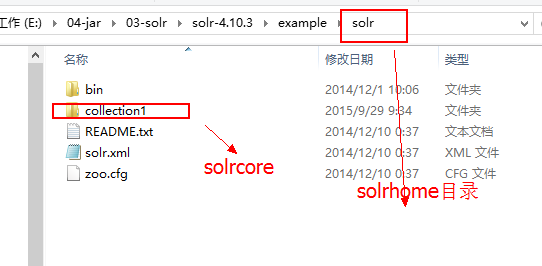 工作 (E:) › 04-jar › 03-solr › solr-4.10.3 › example › solr
名称 修改日期 类型
bin 2014/12/1 10:06 文件夹
collection1 2015/9/29 9:34 文件夹
README.txt 2014/12/10 0:37 文本文档
solr.xml 2014/12/10 0:37 XML 文件
zoo.cfg 2014/12/10 0:37 CFG 文件
solrcore
solrhome目录